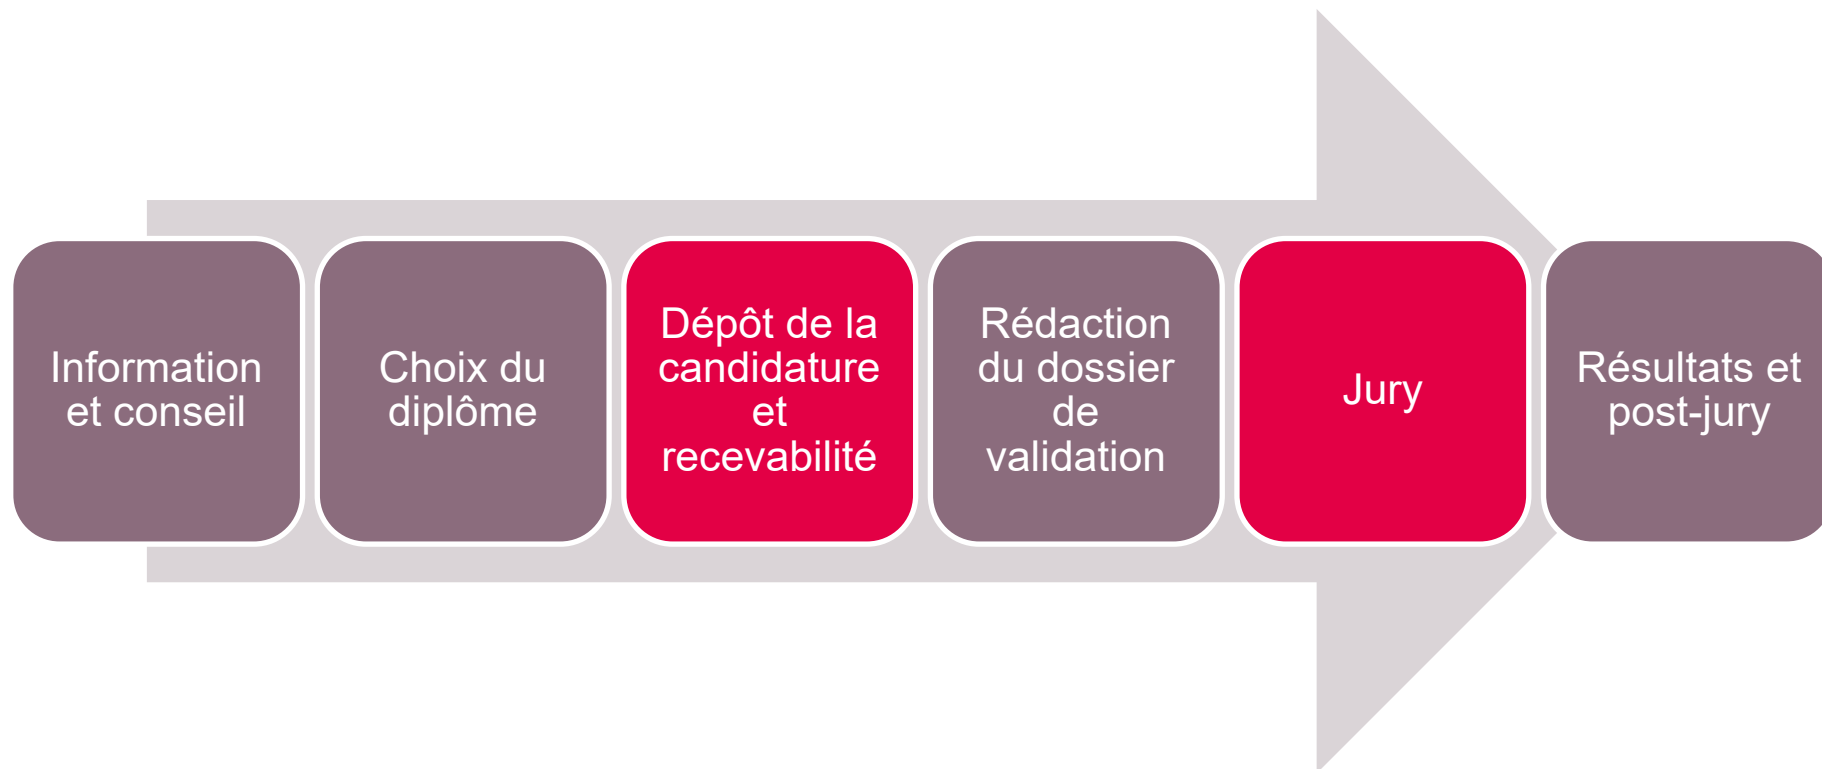 Information
et conseil
Choix du
diplôme
Dépôt de la
candidature
et
recevabilité
Rédaction
du dossier
de
validation
Jury
Résultats et
post-jury